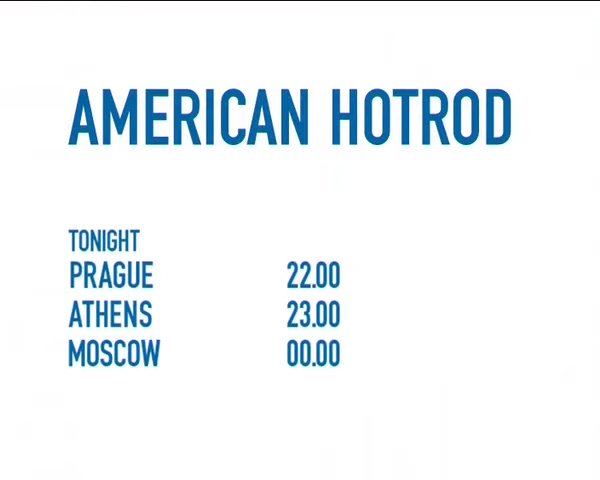 AMERICAN HOTROD
TONIGHT
PRAGUE 22.00
ATHENS 23.00
MOSCOW 00.00